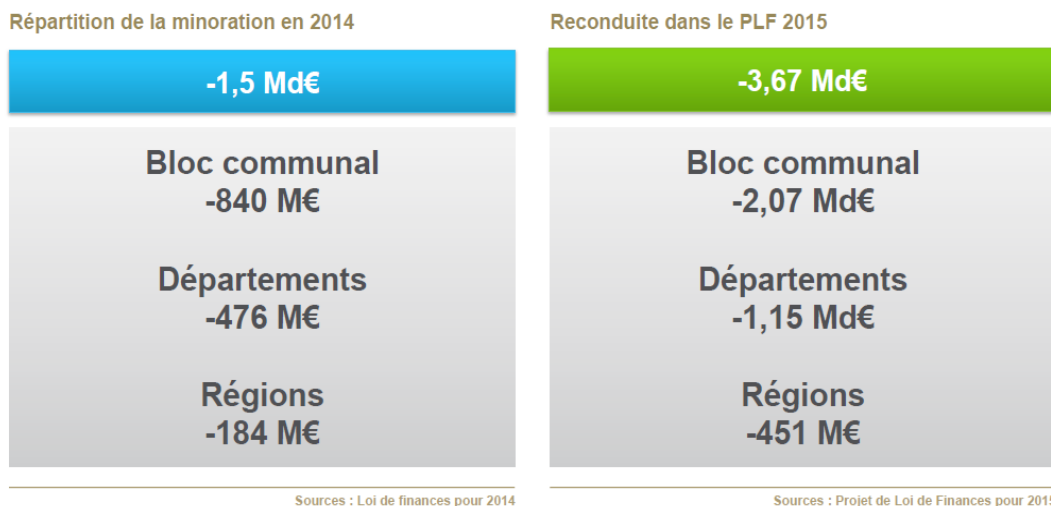 Répartition de la minoration en 2014
-1,5 Md€
Bloc communal
-840 M€
Départements
-476 M€
Régions
-184 M€
Sources : Loi de finances pour 2014
Reconduite dans le PLF 2015
-3,67 Md€
Bloc communal
-2,07 Md€
Départements
-1,15 Md€
Régions
-451 M€
Sources : Projet de Loi de Finances pour 2015